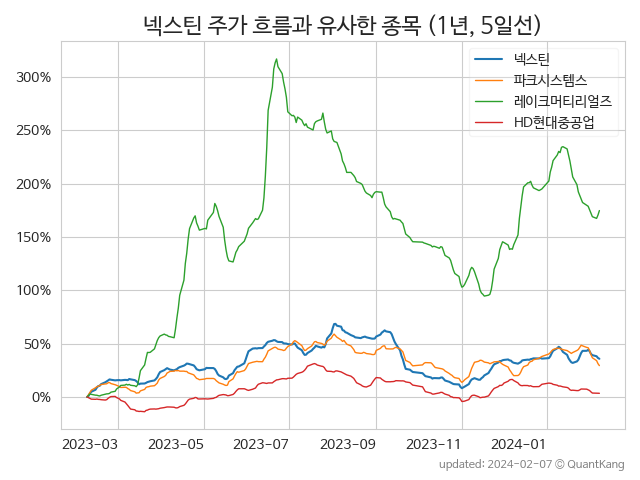 넥스틴 주가 흐름과 유사한 종목 (1년, 5일선)
넥스틴
파크시스템스
레이크머티리얼즈
HD현대중공업
300%
250%
200%
150%
100%
50%
0%
2023-03 2023-05 2023-07 2023-09 2023-11 2024-01
updated: 2024-02-07 © QuantKang